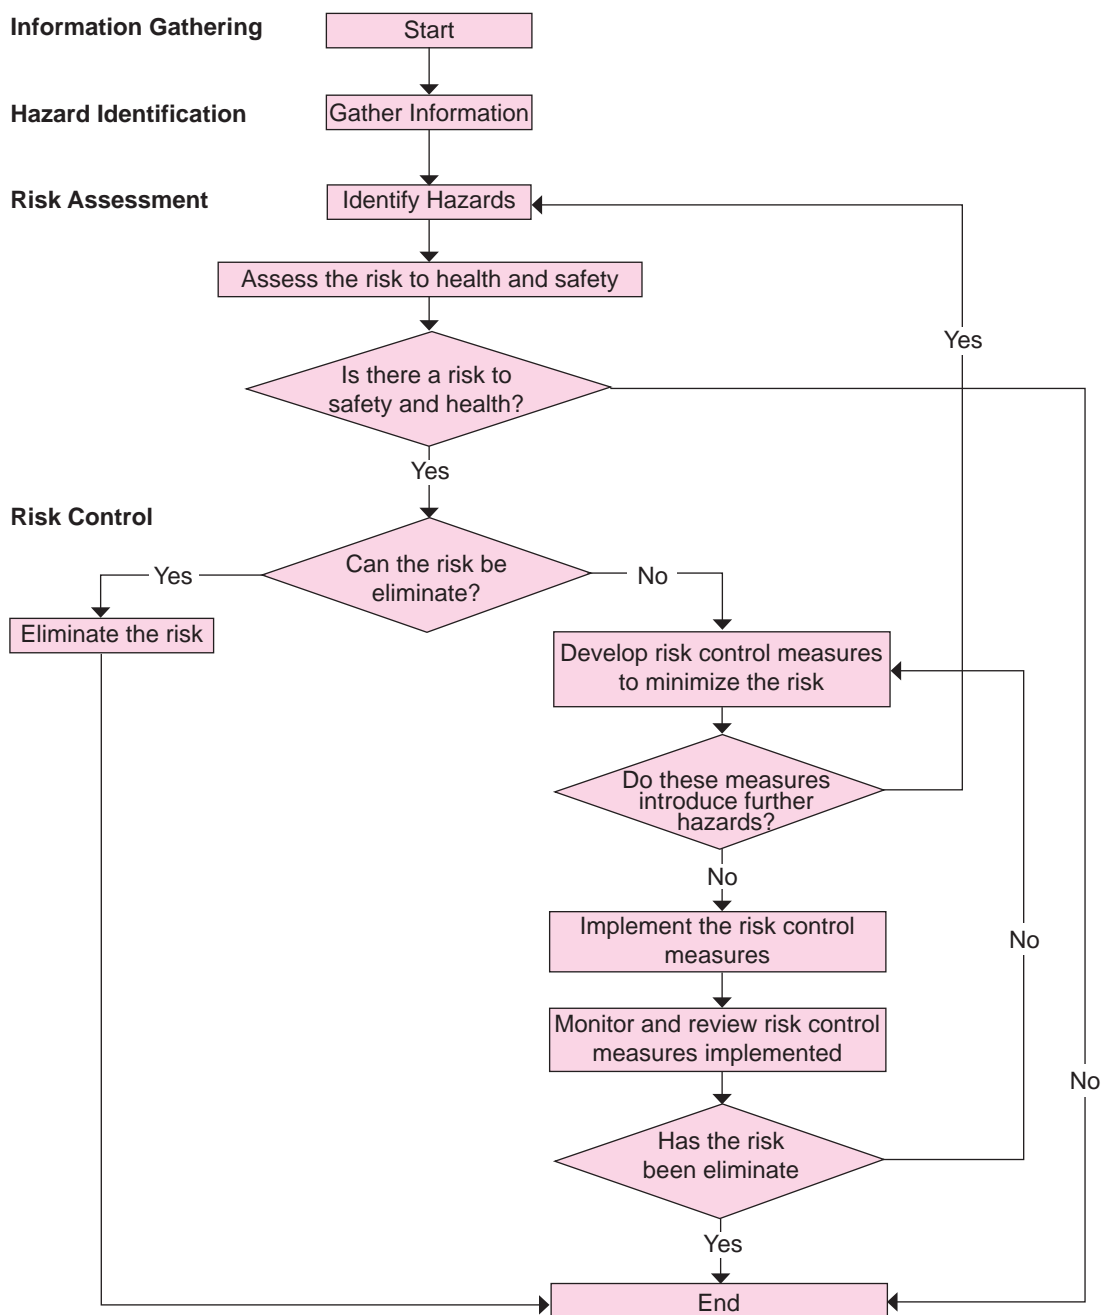 Information Gathering
Start
Hazard Identification
Gather Information
Risk Assessment
Identify Hazards
Assess the risk to health and safety
Yes
Is there a risk to
safety and health?
Yes
Risk Control
Can the risk be
eliminate?
Yes
No
Eliminate the risk
Develop risk control measures
to minimize the risk
Do these measures
introduce further
hazards?
No
Implement the risk control
measures
No
Monitor and review risk control
measures implemented
No
Has the risk
been eliminate
Yes
End